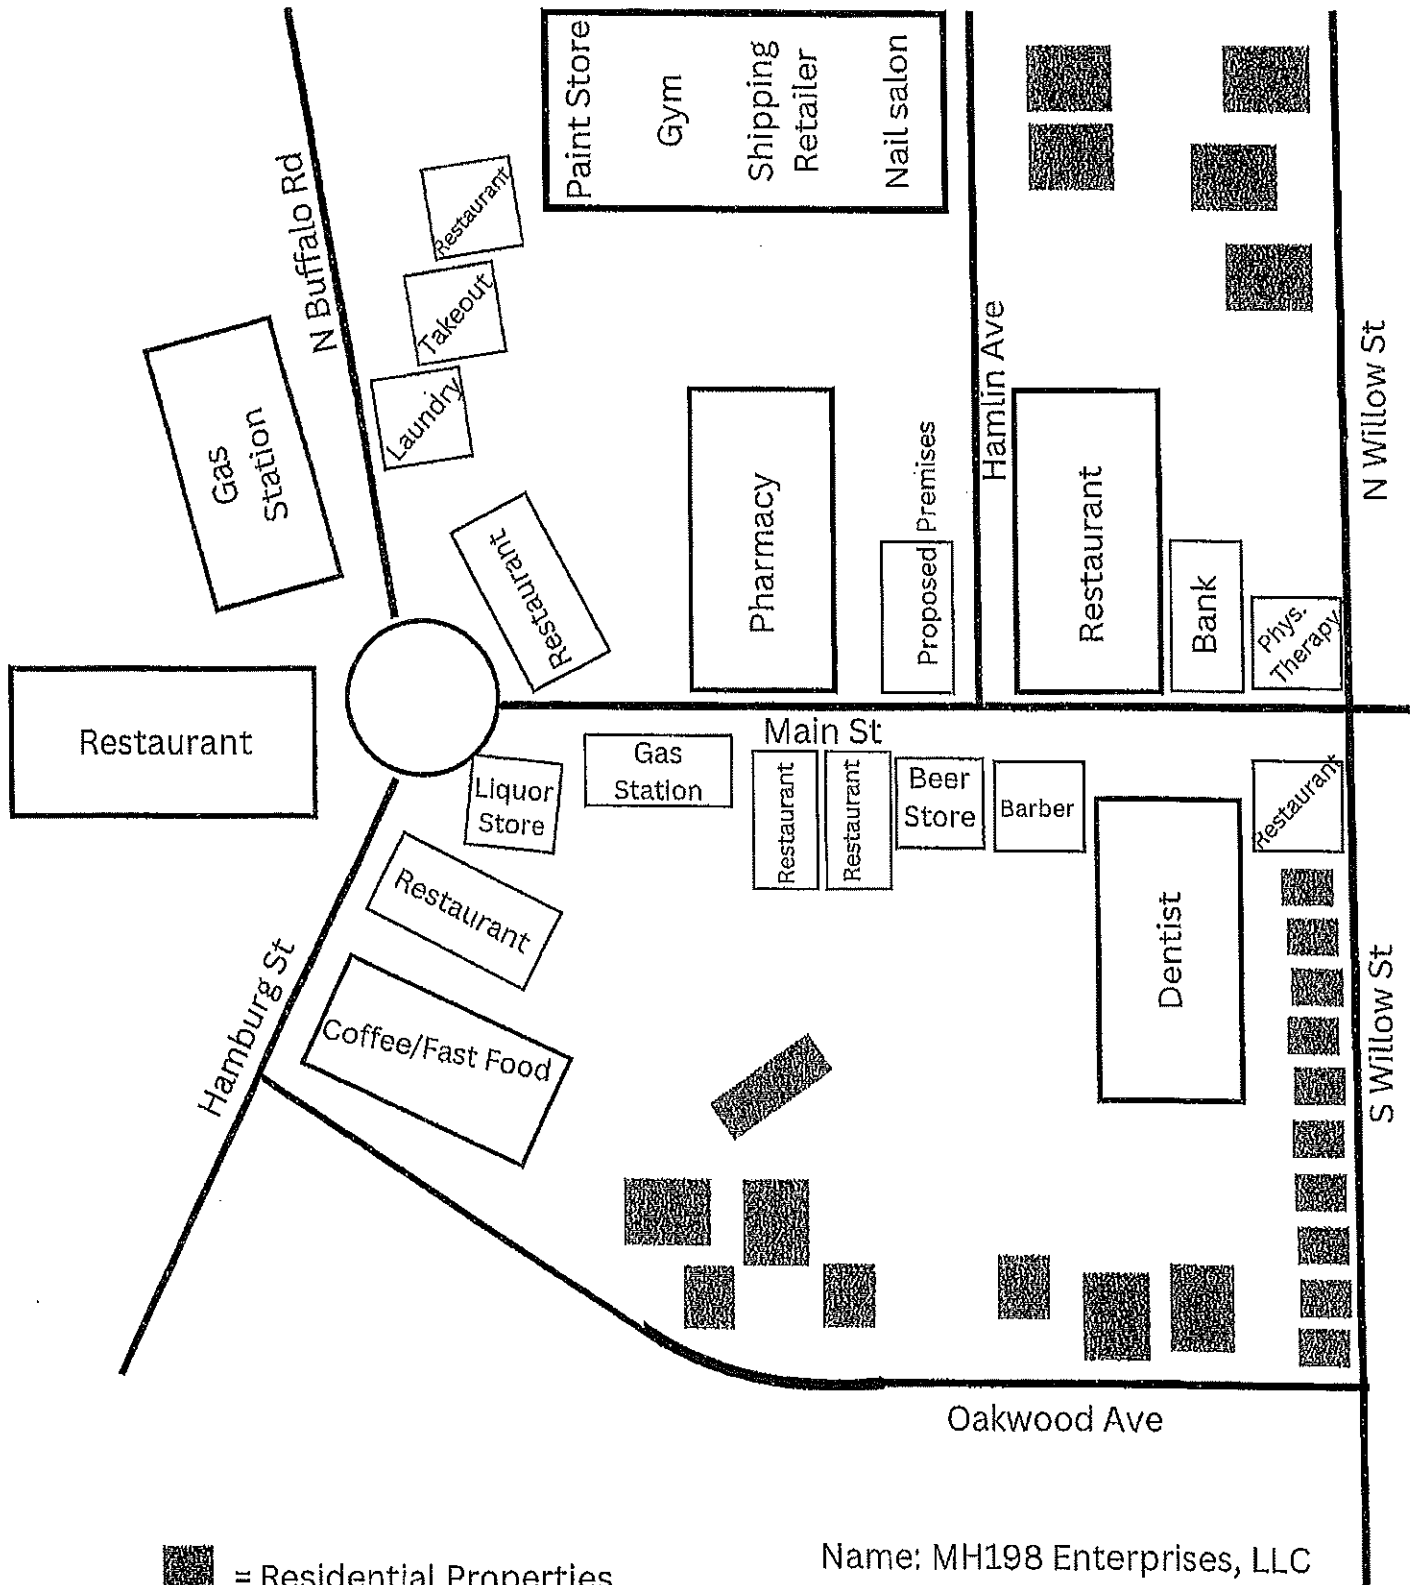 Paint Store
Gym
Shipping
Retailer
Nail salon
N Buffalo Rd
Restaurant
Takeout
Laundry
Gas
Station
Restaurant
Pharmacy
Proposed Premises
Hamlin Ave
Restaurant
Bank
Phys.
Therapy
N Willow St
Restaurant
Main St
Liquor
Store
Gas
Station
Restaurant
Restaurant
Beer
Store
Barber
Restaurant
Restaurant
Coffee/Fast Food
Hamburg St
Dentist
S Willow St
Oakwood Ave
= Residential Properties
Name: MH198 Enterprises, LLC